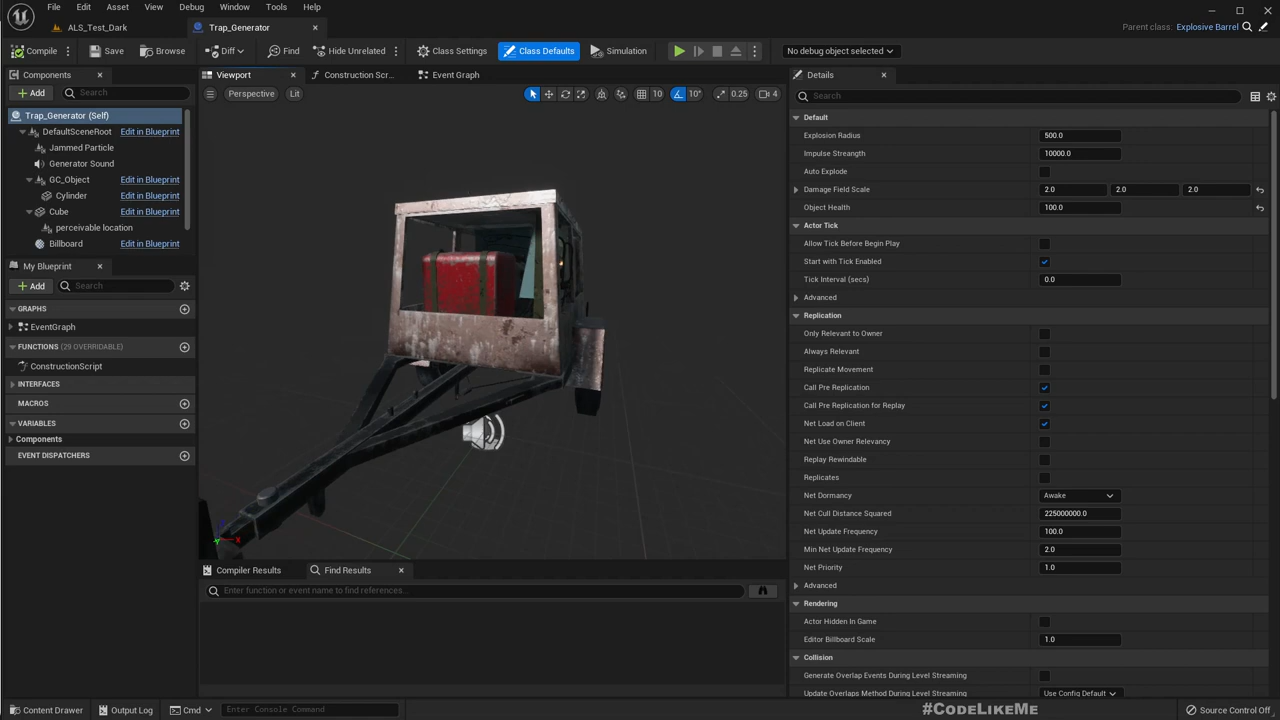 File Edit Asset View Debug Window Tools Help
ALS_Test_Dark Trap_Generator Parent class: Explosive Barrel
Compile Save Browse Diff Find Hide Unrelated Class Settings Class Defaults Simulation No debug object selected
Components
Add Search
Trap_Generator (Self)
DefaultSceneRoot Edit in Blueprint
Jammed Particle
Generator Sound
GC_Object Edit in Blueprint
Cylinder Edit in Blueprint
Cube Edit in Blueprint
perceivable location
Billboard Edit in Blueprint
My Blueprint
Add Search
GRAPHS
EventGraph
FUNCTIONS (29 OVERRIDABLE)
ConstructionScript
INTERFACES
MACROS
VARIABLES
Components
EVENT DISPATCHERS
Viewport Construction Scr... Event Graph
Perspective Lit 10 10° 0.25 4
X
Y
Compiler Results Find Results
Enter function or event name to find references...
Details
Search
Default
Explosion Radius 500.0
Impulse Strength 10000.0
Auto Explode
Damage Field Scale 2.0 2.0 2.0
Object Health 100.0
Actor Tick
Allow Tick Before Begin Play
Start with Tick Enabled
Tick Interval (secs) 0.0
Advanced
Replication
Only Relevant to Owner
Always Relevant
Replicate Movement
Call Pre Replication
Call Pre Replication for Replay
Net Load on Client
Net Use Owner Relevancy
Replay Rewindable
Replicates
Net Dormancy Awake
Net Cull Distance Squared 225000000.0
Net Update Frequency 100.0
Min Net Update Frequency 2.0
Net Priority 1.0
Advanced
Rendering
Actor Hidden In Game
Editor Billboard Scale 1.0
Collision
Generate Overlap Events During Level Streaming
Update Overlaps Method During Level Streaming Use Config Default
Content Drawer Output Log Cmd Enter Console Command #CodeLikeMe Source Control Off